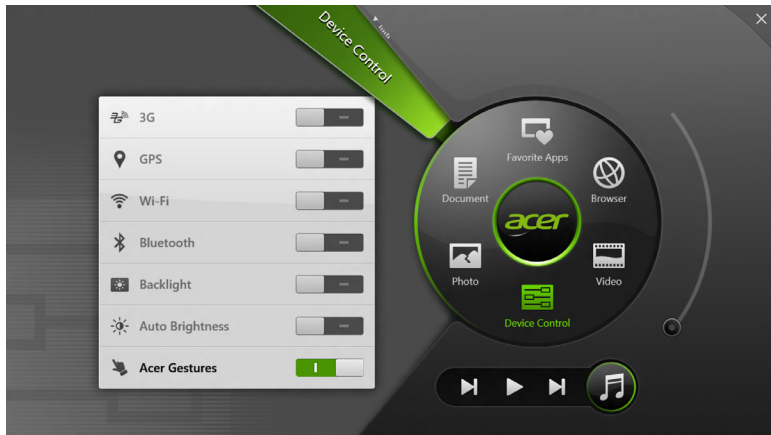 Device Control
3G
GPS
Wi-Fi
Bluetooth
Backlight
Auto Brightness
Acer Gestures
Favorite Apps
Document
Browser
acer
Photo
Video
Device Control